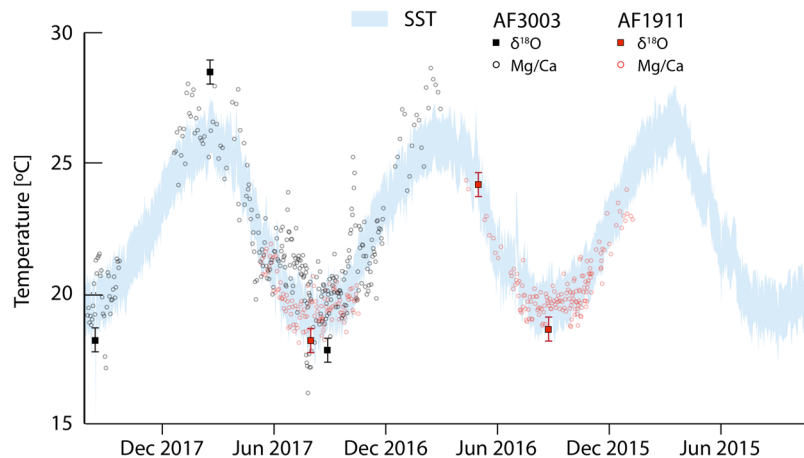 SST
AF3003
AF1911
δ¹⁸O
δ¹⁸O
Mg/Ca
Mg/Ca
Temperature [ºC]
30
25
20
15
Dec 2017
Jun 2017
Dec 2016
Jun 2016
Dec 2015
Jun 2015